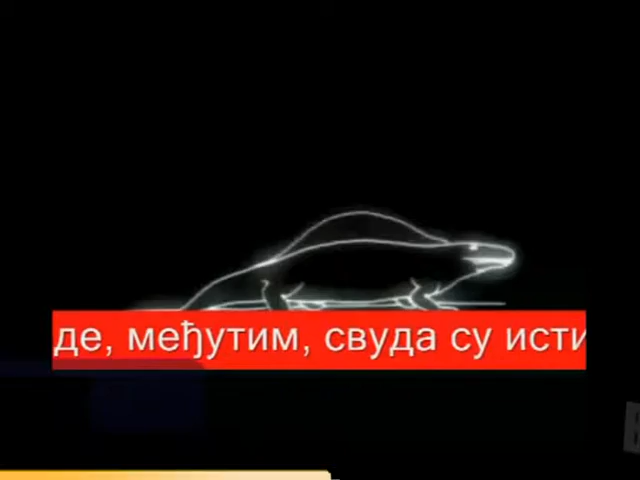 де, међутим, свуда су исти